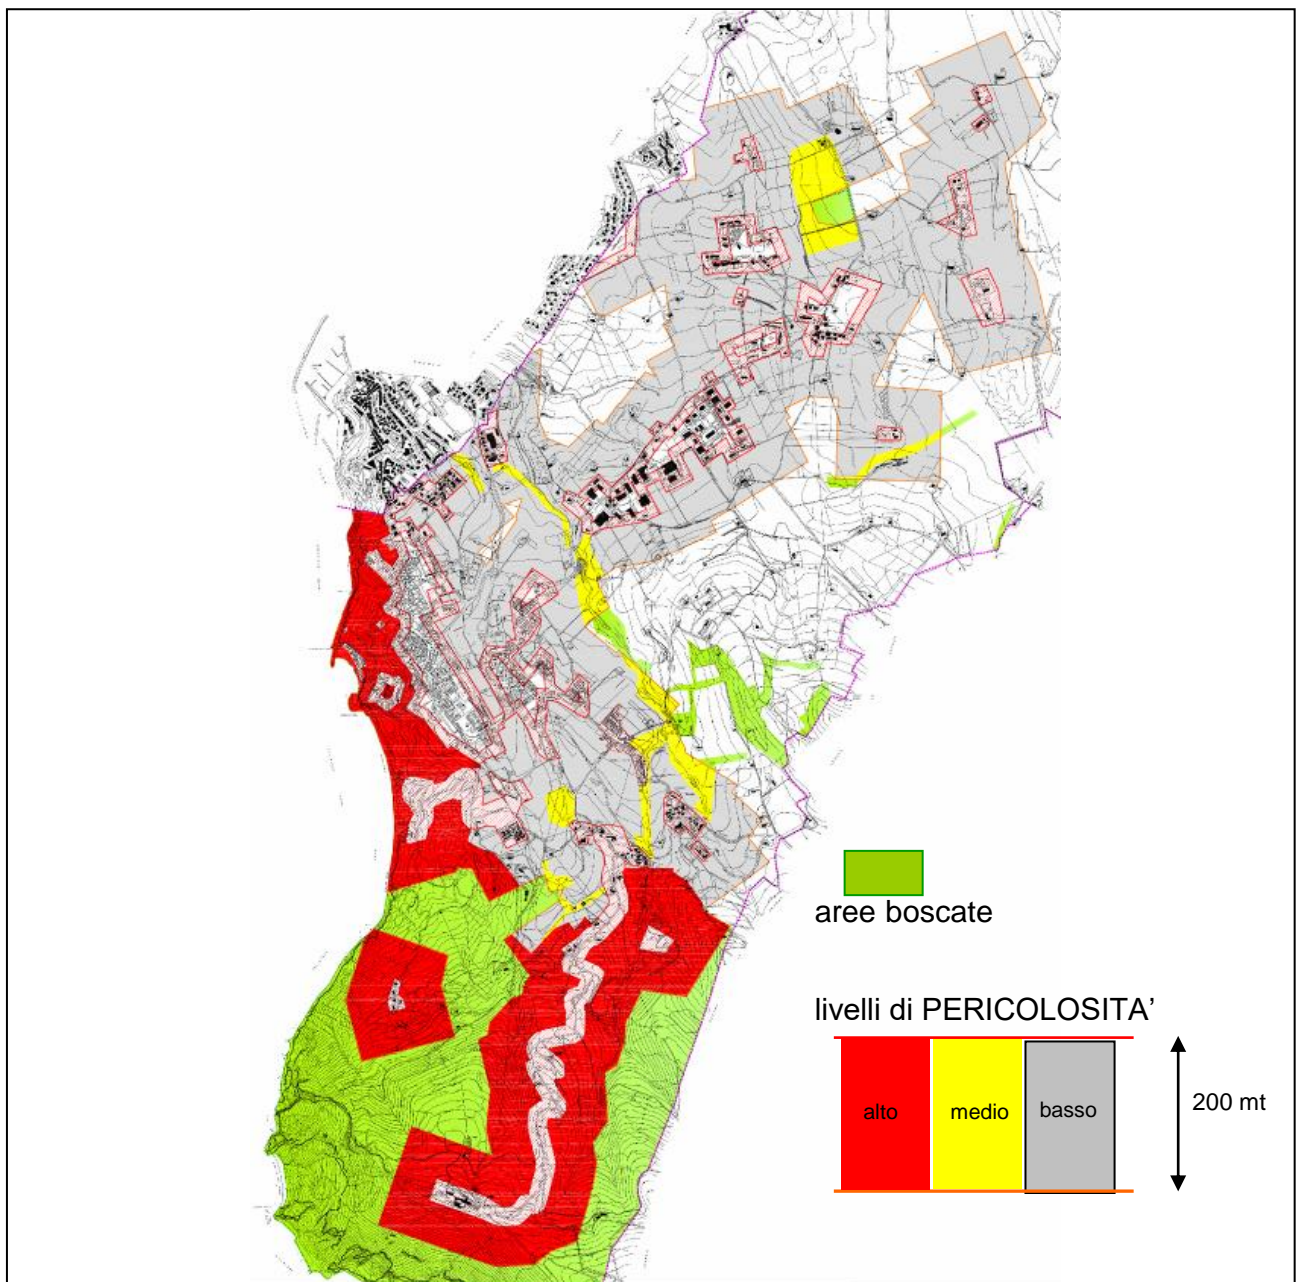 aree boscate
livelli di PERICOLOSITA’
alto
medio
basso
200 mt